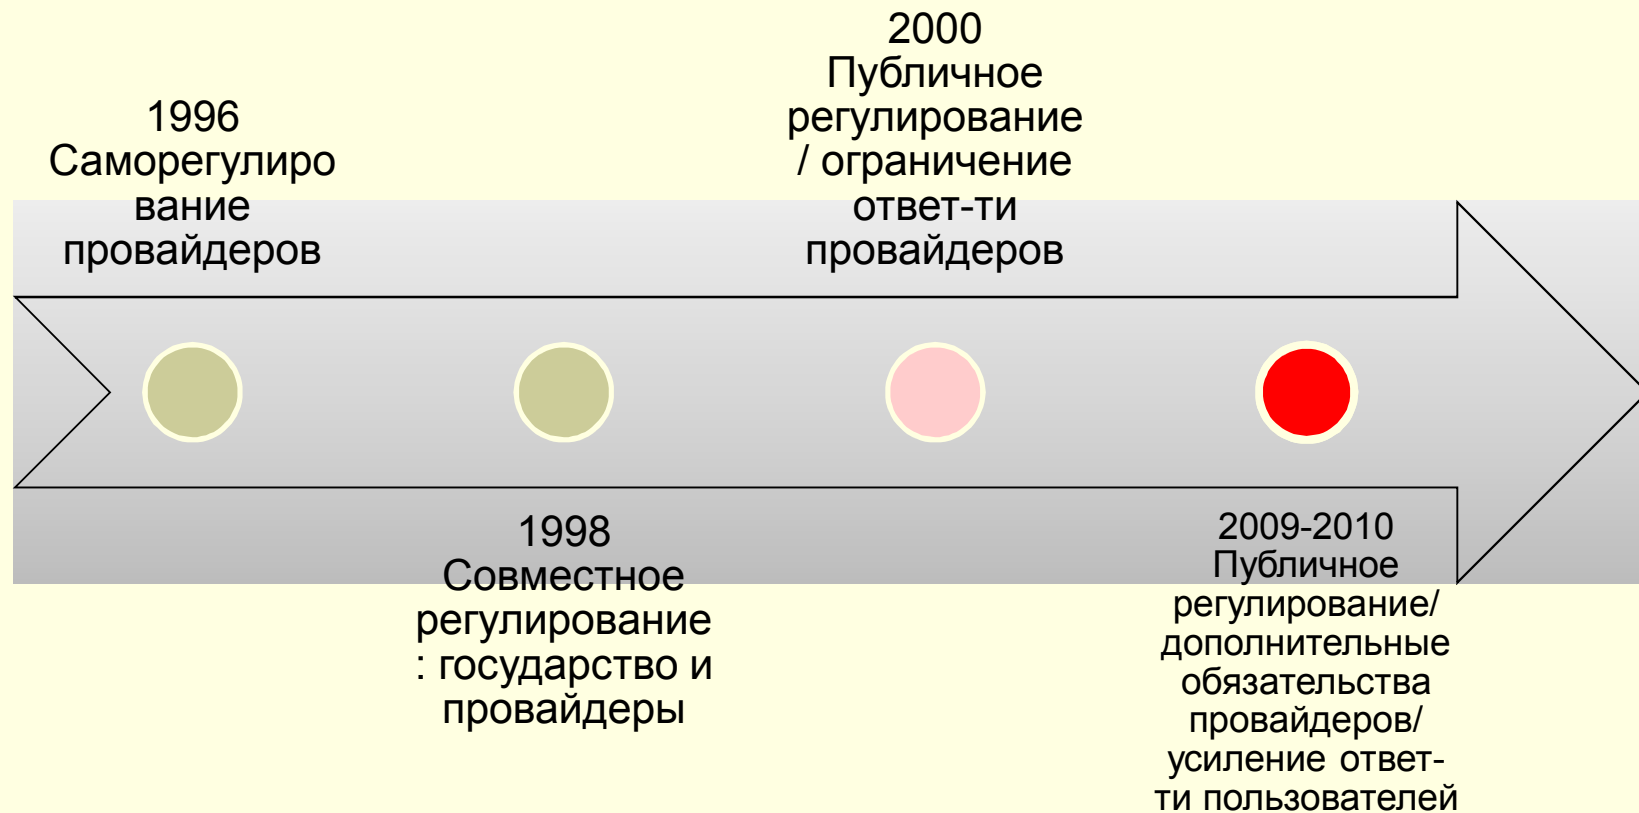 1996
Саморегулиро
вание
провайдеров
1998
Совместное
регулирование
: государство и
провайдеры
2000
Публичное
регулирование
/ ограничение
ответ-ти
провайдеров
2009-2010
Публичное
регулирование/
дополнительные
обязательства
провайдеров/
усиление ответ-
ти пользователей